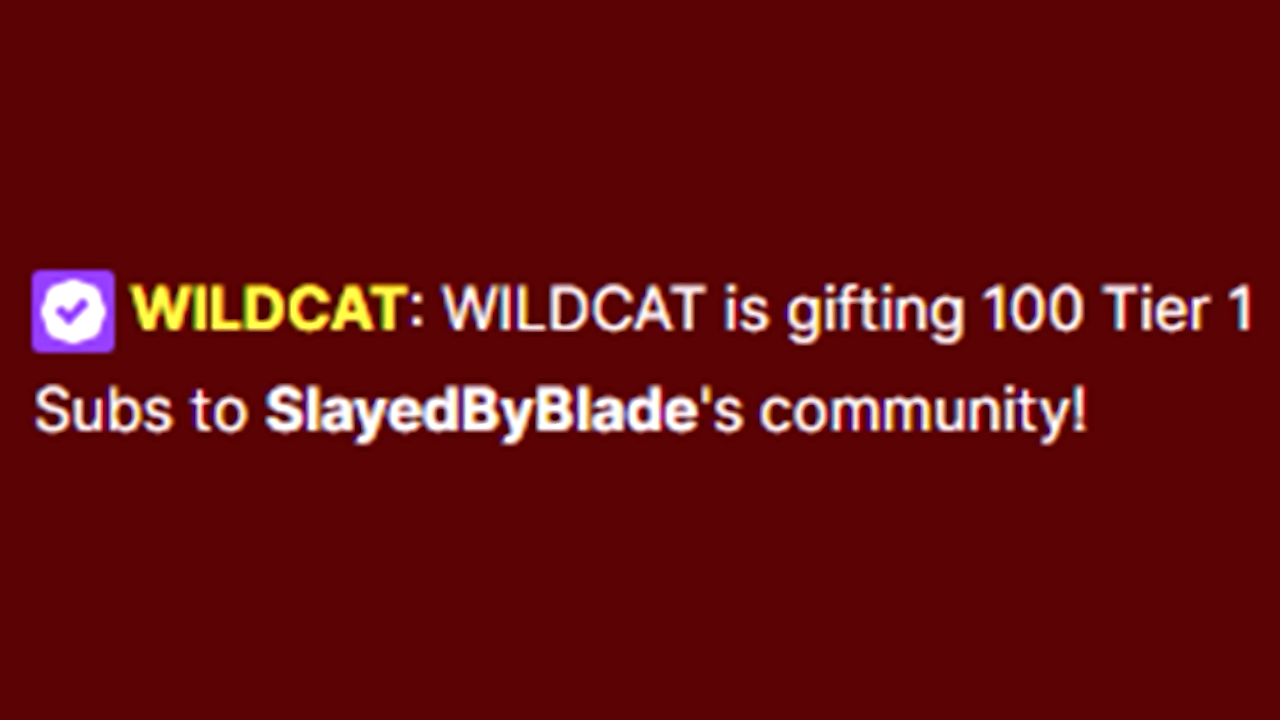 WILDCAT: WILDCAT is gifting 100 Tier 1
Subs to SlayedByBlade's community!